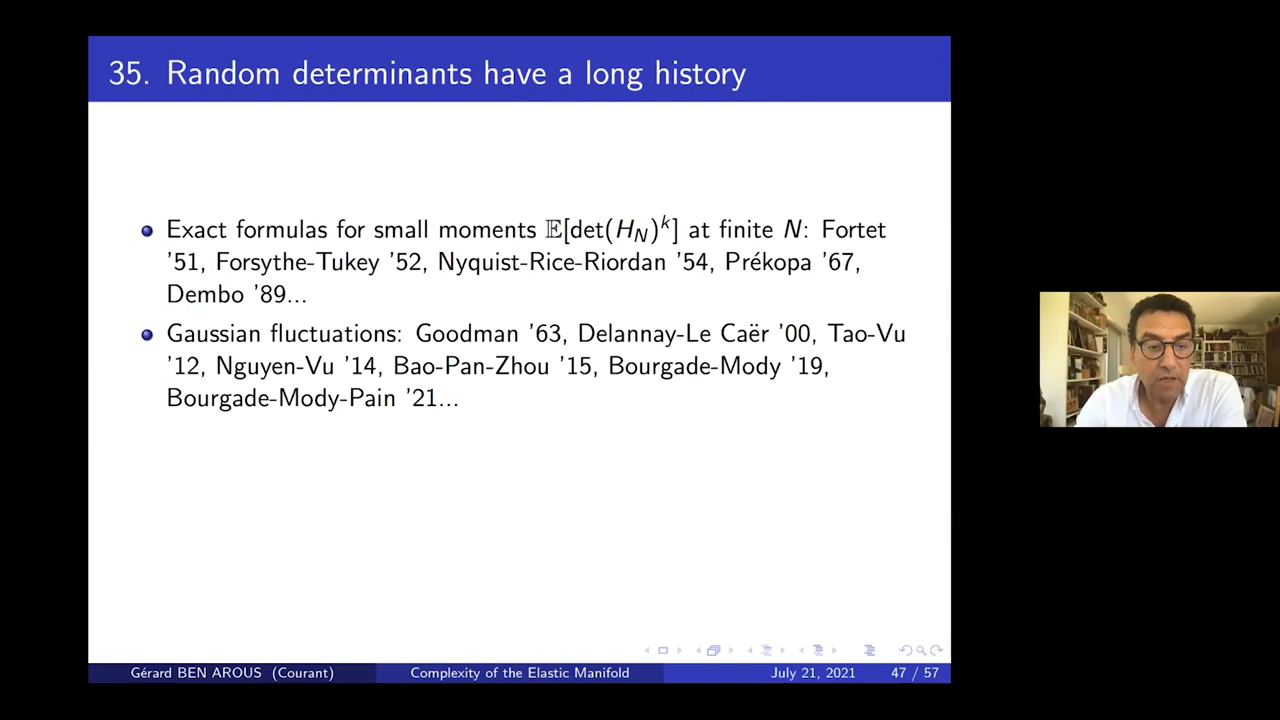 35. Random determinants have a long history
Exact formulas for small moments 𝔼[det(H_N)^k] at finite N: Fortet
'51, Forsythe-Tukey '52, Nyquist-Rice-Riordan '54, Prékopa '67,
Dembo '89...
Gaussian fluctuations: Goodman '63, Delannay-Le Caër '00, Tao-Vu
'12, Nguyen-Vu '14, Bao-Pan-Zhou '15, Bourgade-Mody '19,
Bourgade-Mody-Pain '21...
Gérard BEN AROUS (Courant)
Complexity of the Elastic Manifold
July 21, 2021
47 / 57